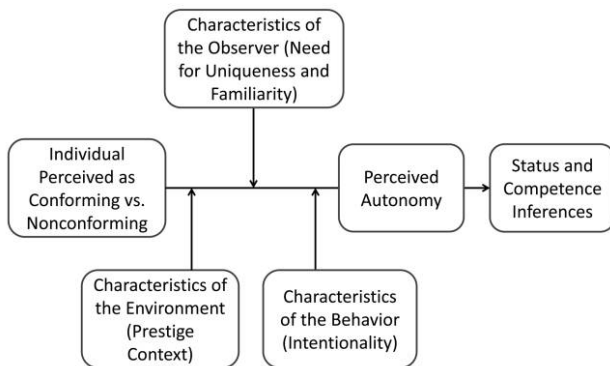 Characteristics of
the Observer (Need
for Uniqueness and
Familiarity)
Individual
Perceived as
Conforming vs.
Nonconforming
Perceived
Autonomy
Status and
Competence
Inferences
Characteristics of
the Environment
(Prestige
Context)
Characteristics
of the Behavior
(Intentionality)